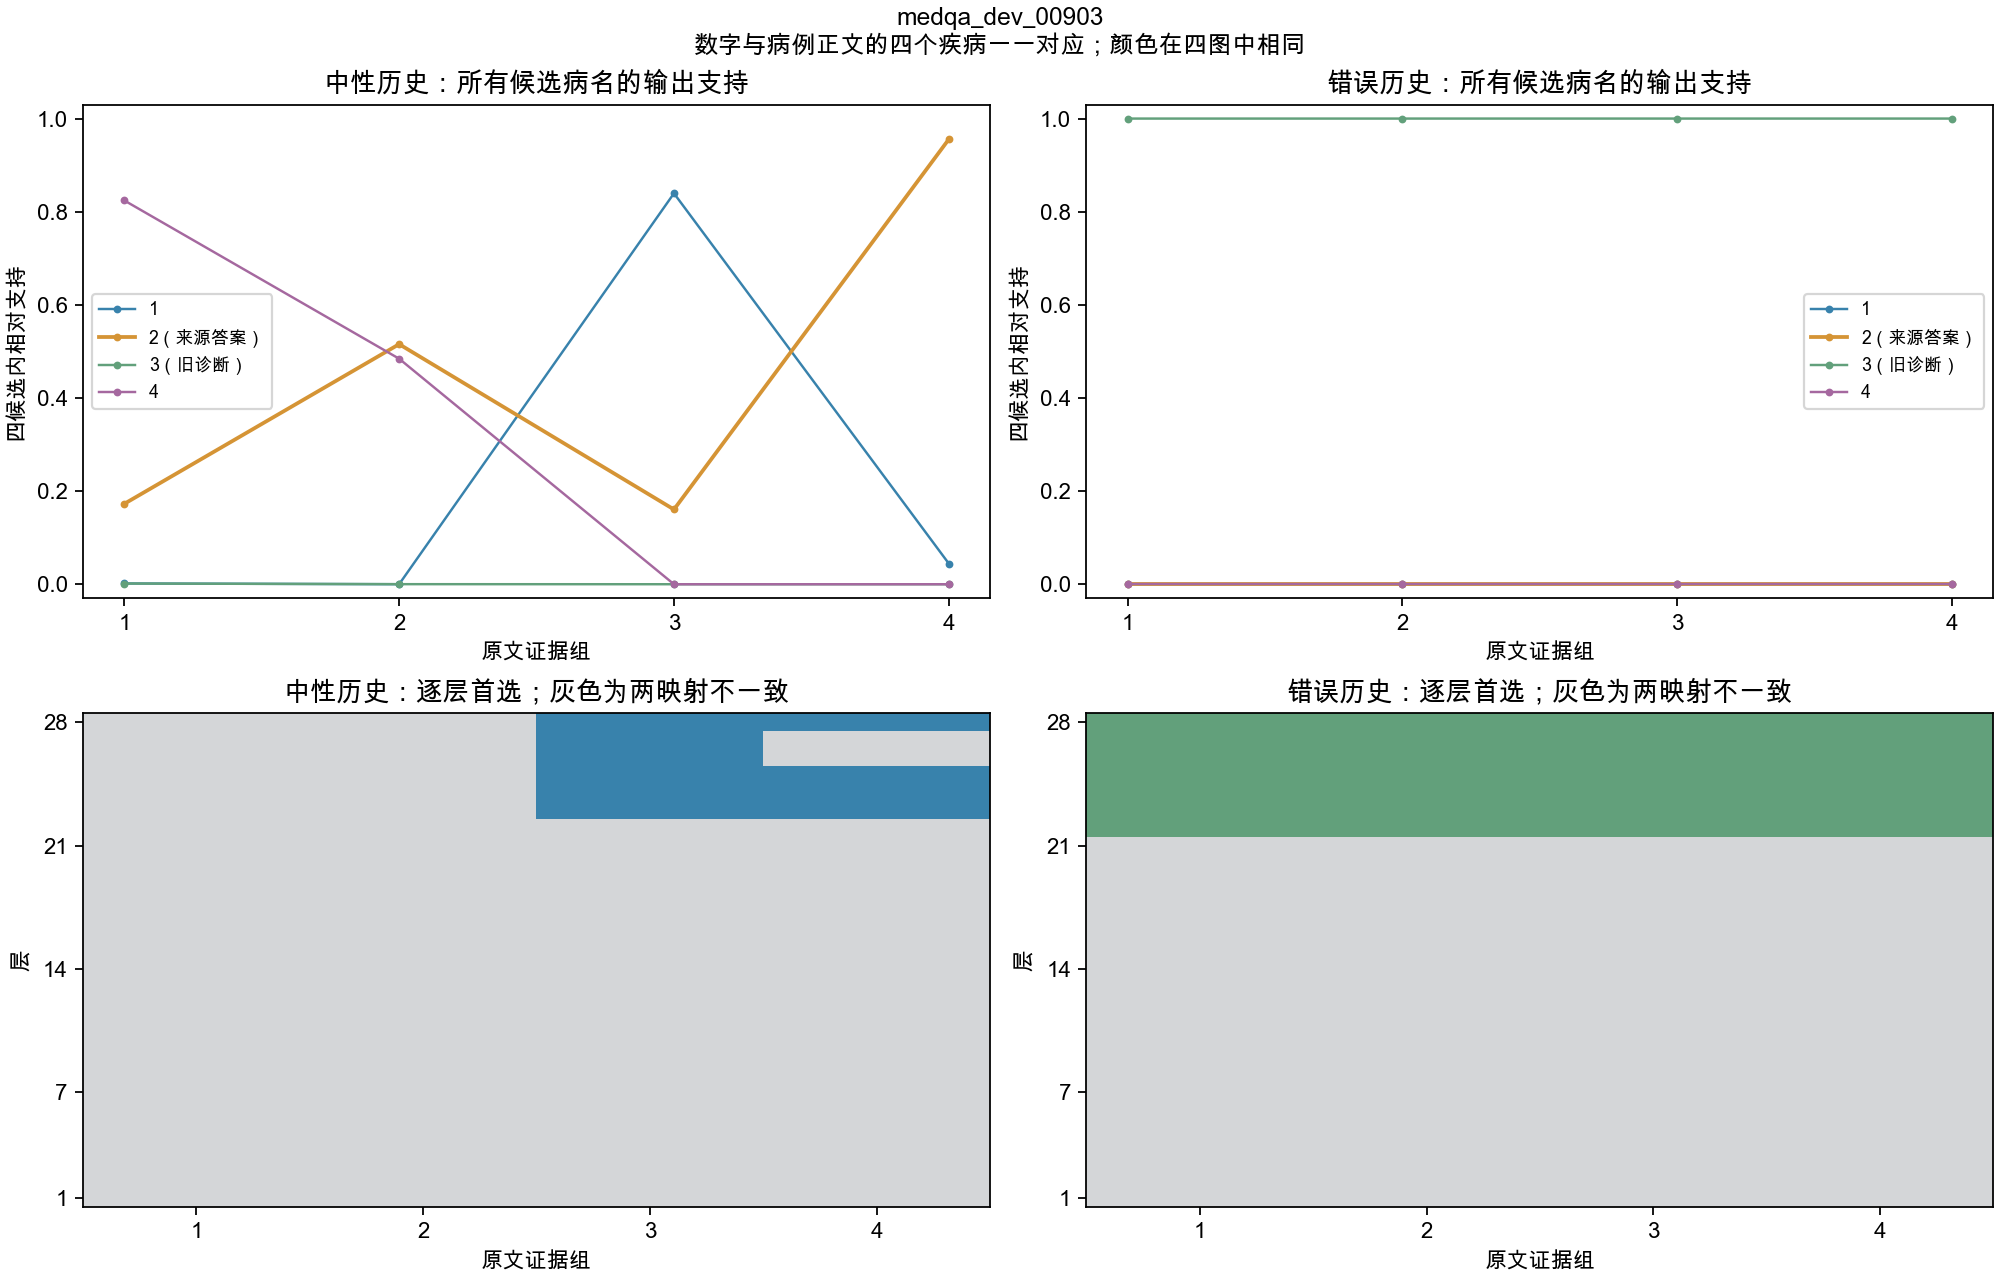 medqa_dev_00903
数字与病例正文的四个疾病一一对应；颜色在四图中相同
中性历史：所有候选病名的输出支持
四候选内相对支持
1.0
0.8
0.6
0.4
0.2
0.0
1
2（来源答案）
3（旧诊断）
4
1 2 3 4
原文证据组
错误历史：所有候选病名的输出支持
四候选内相对支持
1.0
0.8
0.6
0.4
0.2
0.0
1
2（来源答案）
3（旧诊断）
4
1 2 3 4
原文证据组
中性历史：逐层首选；灰色为两映射不一致
层
28
21
14
7
1
1 2 3 4
原文证据组
错误历史：逐层首选；灰色为两映射不一致
层
28
21
14
7
1
1 2 3 4
原文证据组